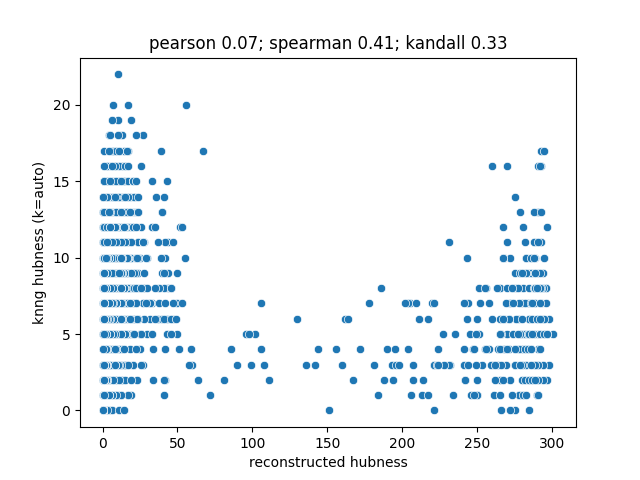 pearson 0.07; spearman 0.41; kandall 0.33
20
15
10
5
0
knng hubness (k=auto)
0 50 100 150 200 250 300
reconstructed hubness